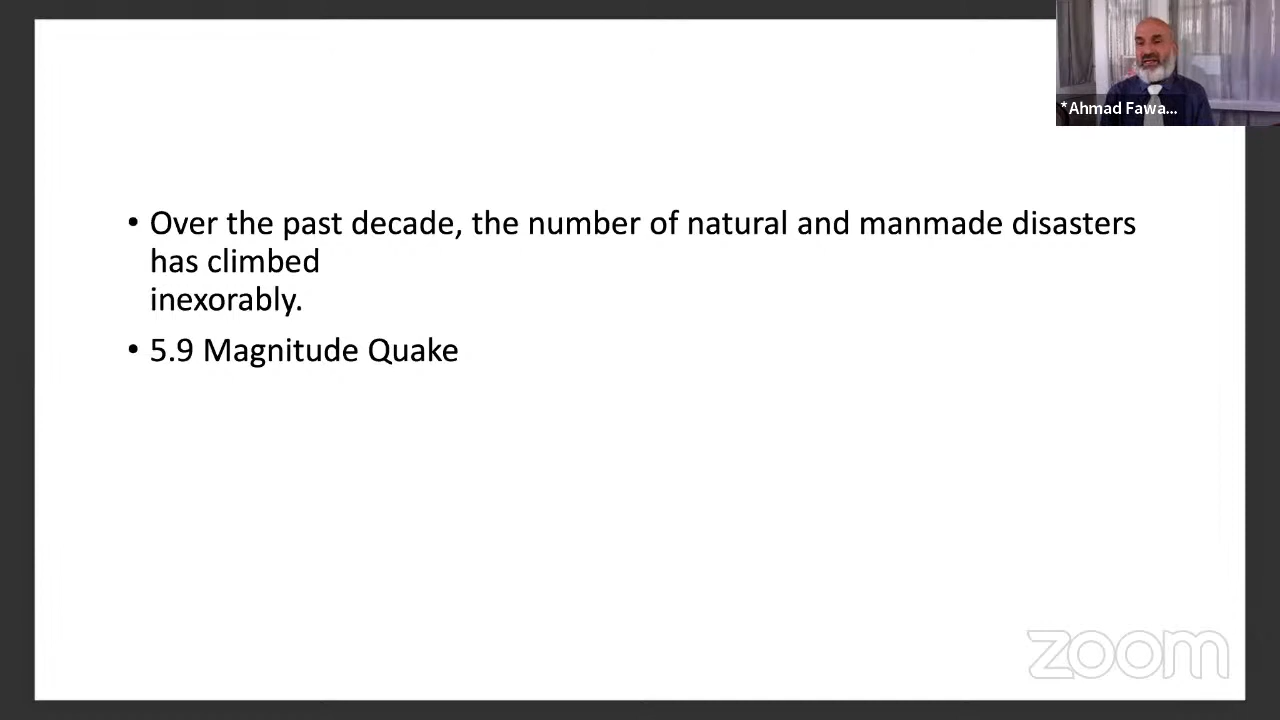 *Ahmad Fawa...
• Over the past decade, the number of natural and manmade disasters
has climbed
inexorably.
• 5.9 Magnitude Quake
zoom